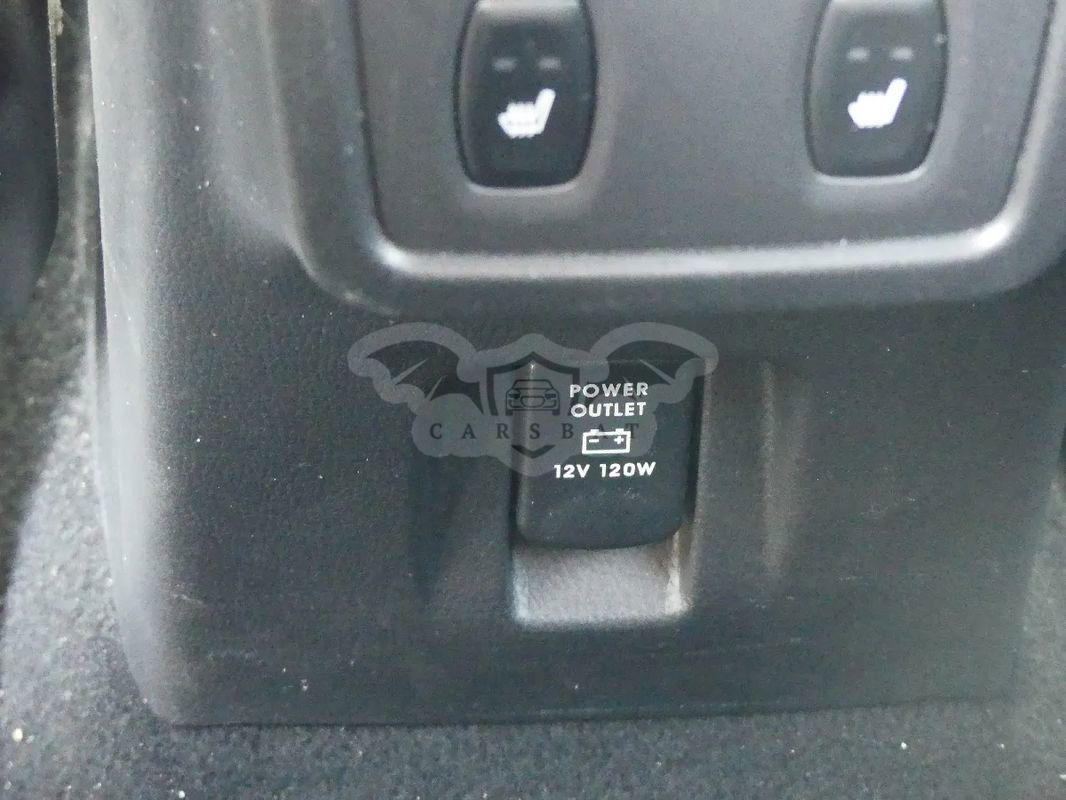 POWER
OUTLET
CARSBAT
12V 120W